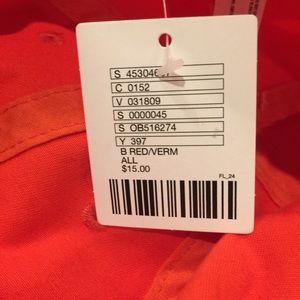 S 45304
C 0152
V 031809
S 0000045
S OB516274
Y 397
B RED/VERM
ALL
$15.00
FL_24